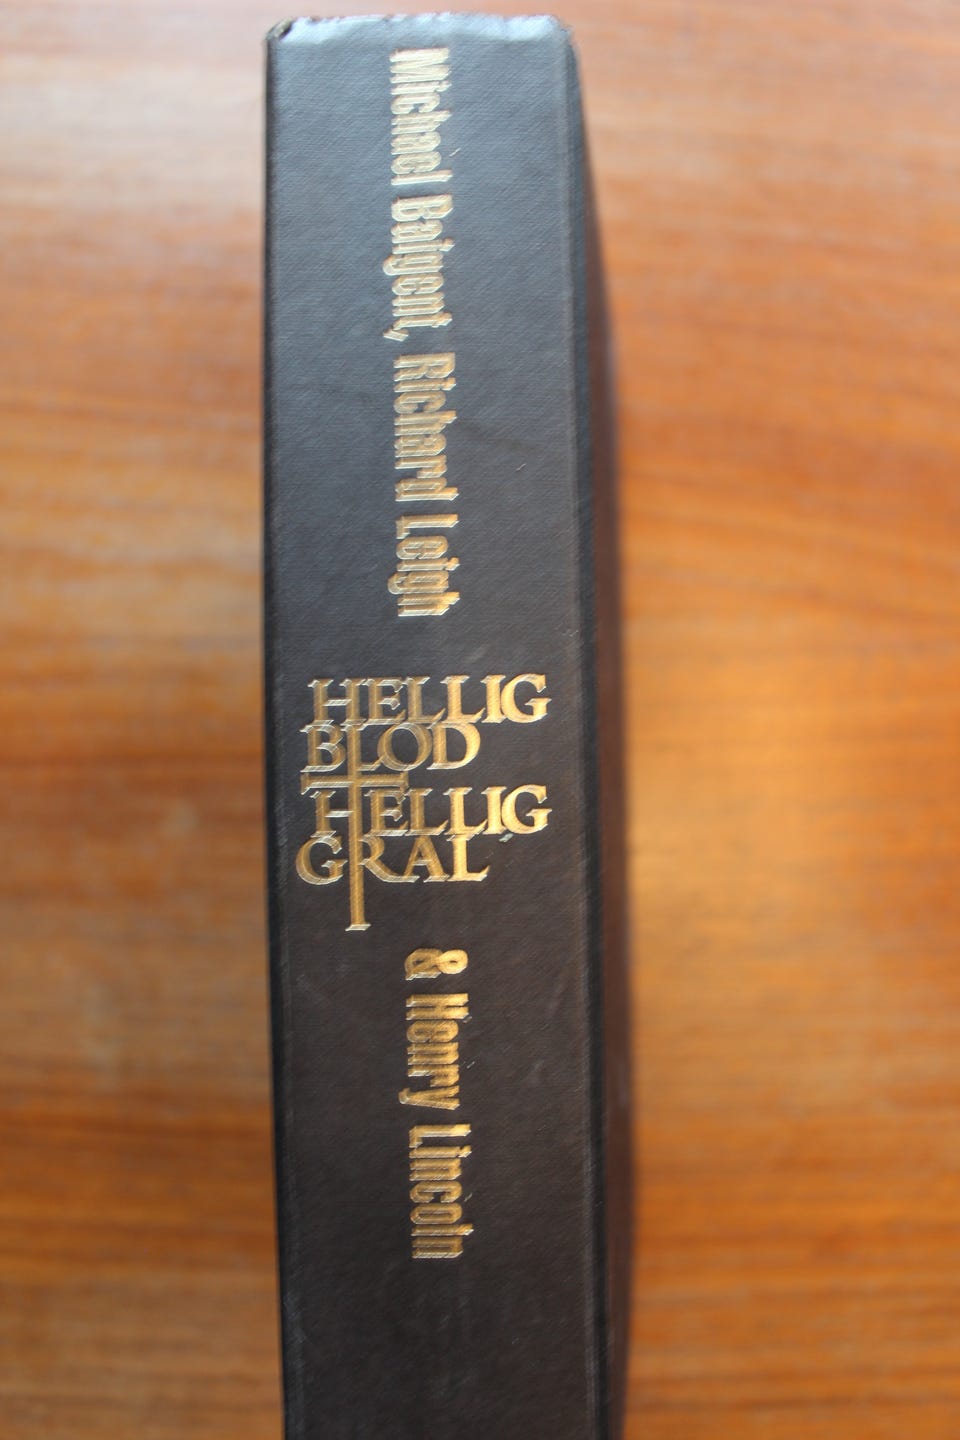 Michael Baigent, Richard Leigh
HELLIG
BLOD
HELLIG
GRAL
& Henry Lincoln